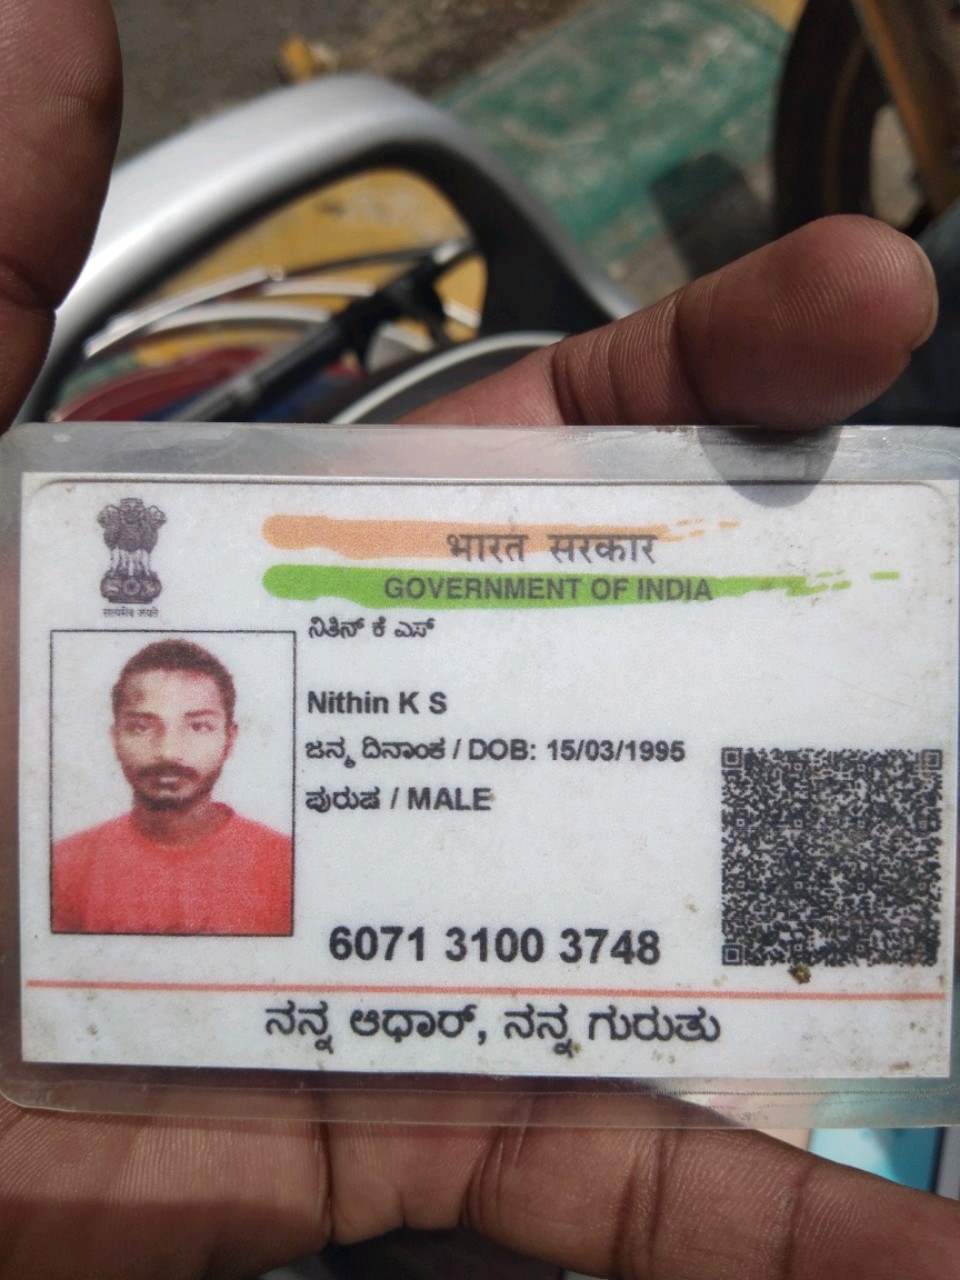 भारत सरकार
GOVERNMENT OF INDIA
सत्यमेव जयते
ನಿತಿನ್ ಕೆ ಎಸ್
Nithin K S
ಜನ್ಮ ದಿನಾಂಕ / DOB: 15/03/1995
ಪುರುಷ / MALE
6071 3100 3748
ನನ್ನ ಆಧಾರ್, ನನ್ನ ಗುರುತು